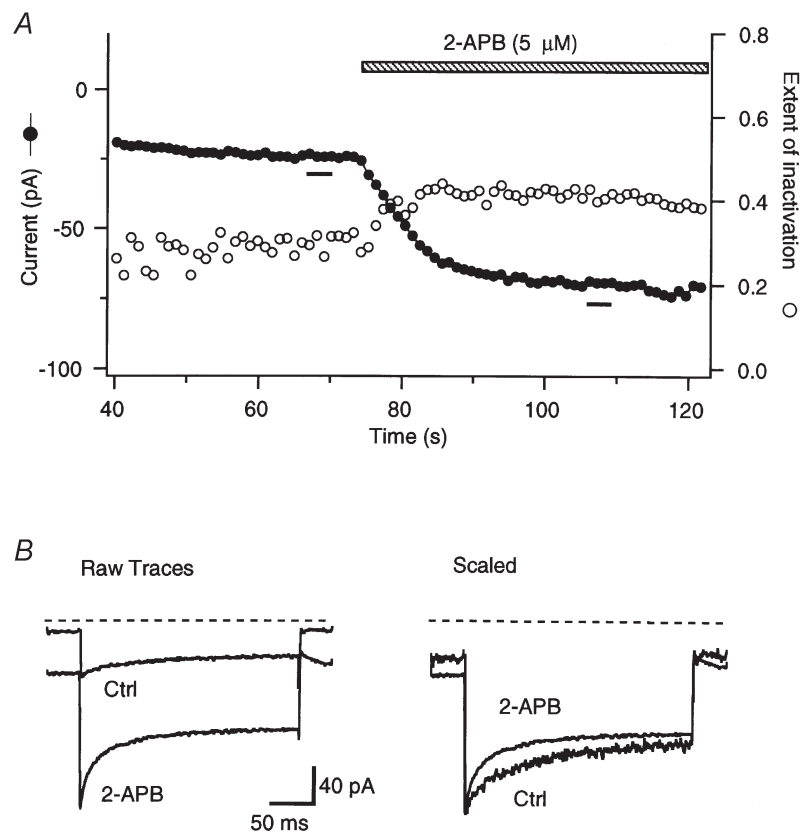 A
2-APB (5 μM)
0
-50
-100
Current (pA)
0.8
0.6
0.4
0.2
0.0
Extent of inactivation
40
60
80
100
120
Time (s)
B
Raw Traces
Scaled
Ctrl
2-APB
40 pA
50 ms
2-APB
Ctrl